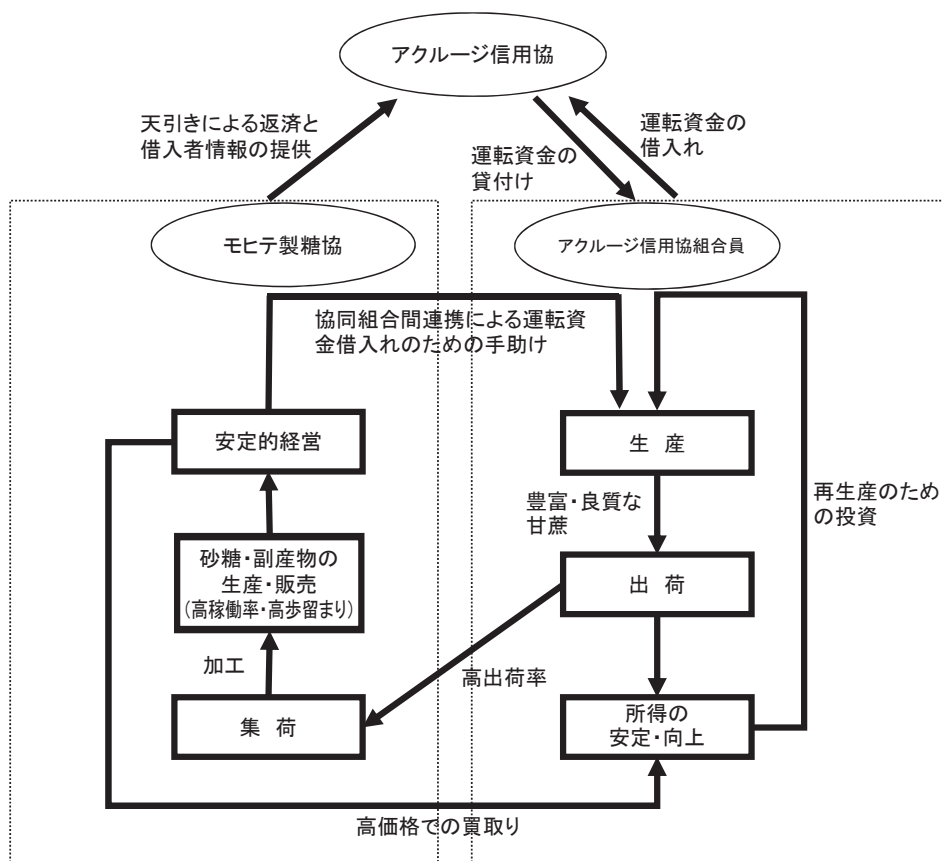 アクルージ信用協
天引きによる返済と
借入者情報の提供
運転資金の
貸付け
運転資金の
借入れ
モヒテ製糖協
アクルージ信用協組合員
協同組合間連携による運転資
金借入れのための手助け
安定的経営
生 産
豊富・良質な
甘蔗
再生産のため
の投資
砂糖・副産物の
生産・販売
(高稼働率・高歩留まり)
出 荷
加工
高出荷率
集 荷
所得の
安定・向上
高価格での買取り